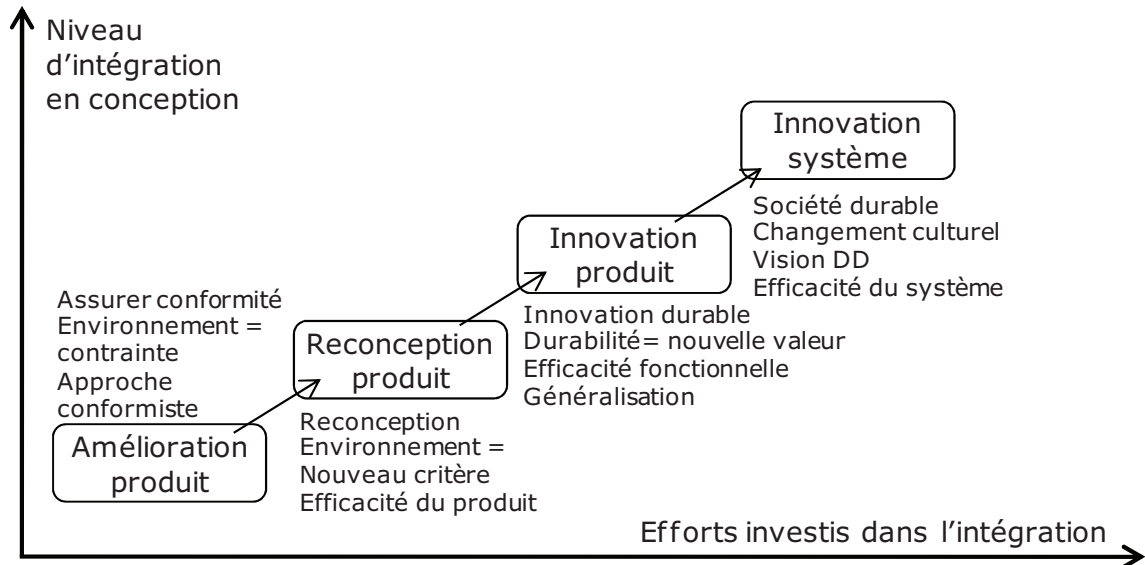 Niveau
d’intégration
en conception
Innovation
système
Société durable
Changement culturel
Vision DD
Efficacité du système
Innovation
produit
Innovation durable
Durabilité= nouvelle valeur
Efficacité fonctionnelle
Généralisation
Assurer conformité
Environnement =
contrainte
Approche
conformiste
Reconception
produit
Reconception
Environnement =
Nouveau critère
Efficacité du produit
Amélioration
produit
Efforts investis dans l’intégration